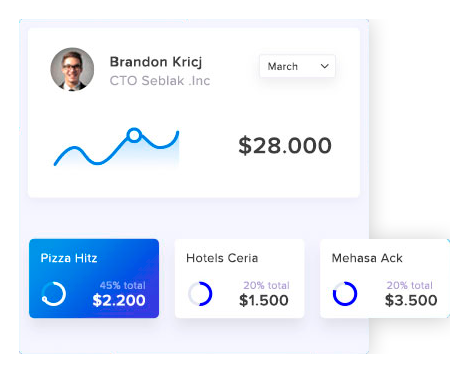 Brandon Kricj
CTO Seblak .Inc
March
$28.000
Pizza Hitz
45% total
$2.200
Hotels Ceria
20% total
$1.500
Mehasa Ack
20% total
$3.500